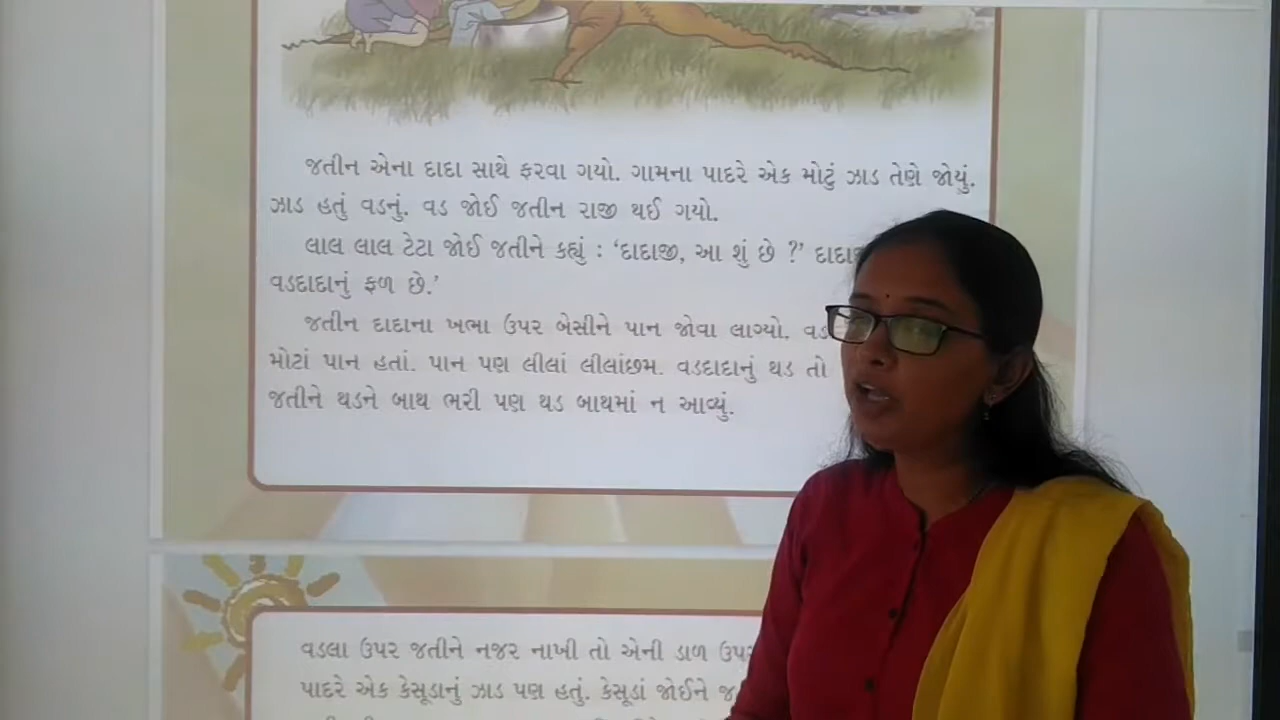 જતીન એના દાદા સાથે ફરવા ગયો. ગામના પાદરે એક મોટું ઝાડ તેણે જોયું.
ઝાડ હતું વડનું. વડ જોઈ જતીન રાજી થઈ ગયો.
લાલ લાલ ટેટા જોઈ જતીને કહ્યું : ‘દાદાજી, આ શું છે ?’
વડદાદાનું ફળ છે.’
જતીન દાદાના ખભા ઉપર બેસીને પાન જોવા લાગ્યો.
મોટાં પાન હતાં. પાન પણ લીલાં લીલાંછમ. વડદાદાનું થડ તો
જતીને થડને બાથ ભરી પણ થડ બાથમાં ન આવ્યું.
વડલા ઉપર જતીને નજર નાખી તો એની ડાળ ઉપર
પાદરે એક કેસૂડાનું ઝાડ પણ હતું. કેસૂડાં જોઈને